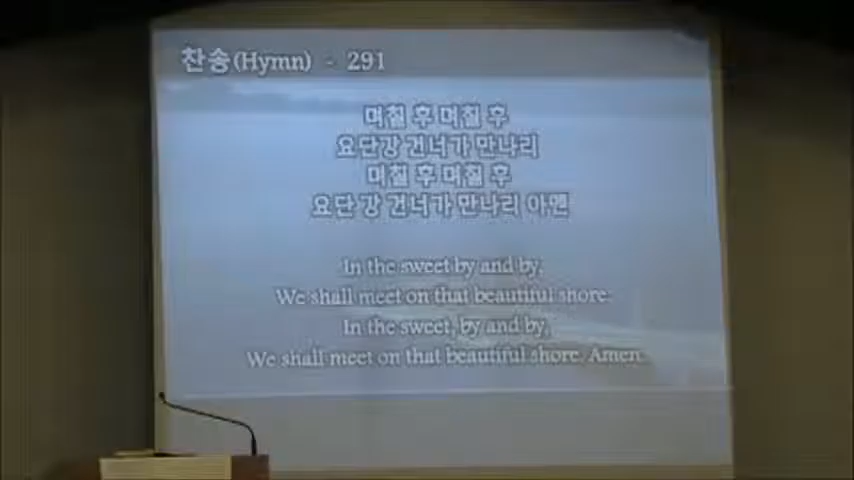 찬송(Hymn) - 291
며칠 후 며칠 후
요단강 건너가 만나리
며칠 후 며칠 후
요단강 건너가 만나리 아멘
In the sweet by and by,
We shall meet on that beautiful shore.
In the sweet, by and by,
We shall meet on that beautiful shore. Amen.